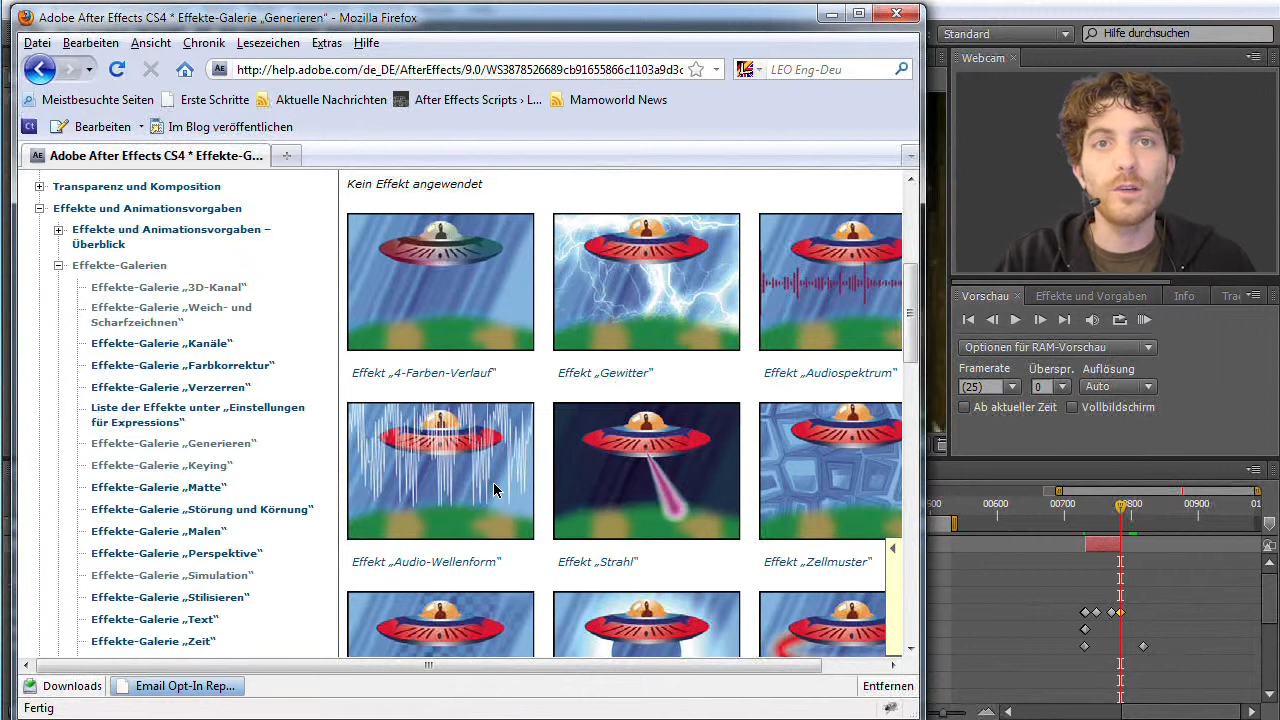 Adobe After Effects CS4 * Effekte-Galerie „Generieren“ - Mozilla Firefox
Datei Bearbeiten Ansicht Chronik Lesezeichen Extras Hilfe
AE http://help.adobe.com/de_DE/AfterEffects/9.0/WS3878526689cb91655866c1103a9d3c
LEO Eng-Deu
Meistbesuchte Seiten Erste Schritte Aktuelle Nachrichten After Effects Scripts › L... Mamoworld News
Ct Bearbeiten Im Blog veröffentlichen
AE Adobe After Effects CS4 * Effekte-G...
Transparenz und Komposition
Effekte und Animationsvorgaben
Effekte und Animationsvorgaben –
Überblick
Effekte-Galerien
Effekte-Galerie „3D-Kanal“
Effekte-Galerie „Weich- und
Scharfzeichnen“
Effekte-Galerie „Kanäle“
Effekte-Galerie „Farbkorrektur“
Effekte-Galerie „Verzerren“
Liste der Effekte unter „Einstellungen
für Expressions“
Effekte-Galerie „Generieren“
Effekte-Galerie „Keying“
Effekte-Galerie „Matte“
Effekte-Galerie „Störung und Körnung“
Effekte-Galerie „Malen“
Effekte-Galerie „Perspektive“
Effekte-Galerie „Simulation“
Effekte-Galerie „Stilisieren“
Effekte-Galerie „Text“
Effekte-Galerie „Zeit“
Kein Effekt angewendet
Effekt „4-Farben-Verlauf“ Effekt „Gewitter“ Effekt „Audiospektrum“
Effekt „Audio-Wellenform“ Effekt „Strahl“ Effekt „Zellmuster“
Downloads Email Opt-In Rep... Entfernen
Fertig
Standard Hilfe durchsuchen
Webcam
Vorschau Effekte und Vorgaben Info Trac
Optionen für RAM-Vorschau
Framerate Überspr. Auflösung
(25) 0 Auto
Ab aktueller Zeit Vollbildschirm
00600 00700 00900